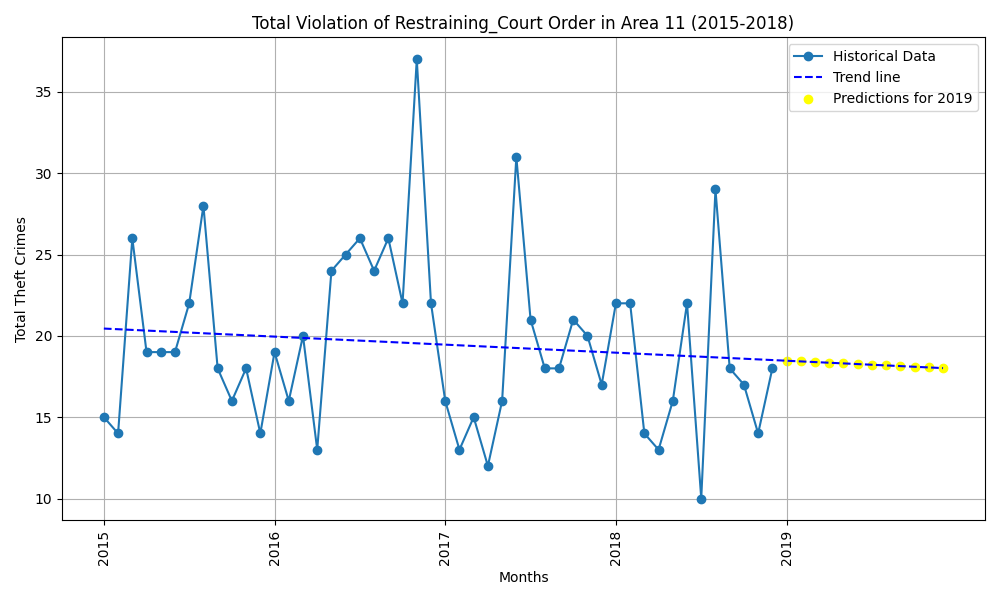 Total Violation of Restraining_Court Order in Area 11 (2015-2018)
Historical Data
Trend line
Predictions for 2019
Total Theft Crimes
35
30
25
20
15
10
2015
2016
2017
2018
2019
Months